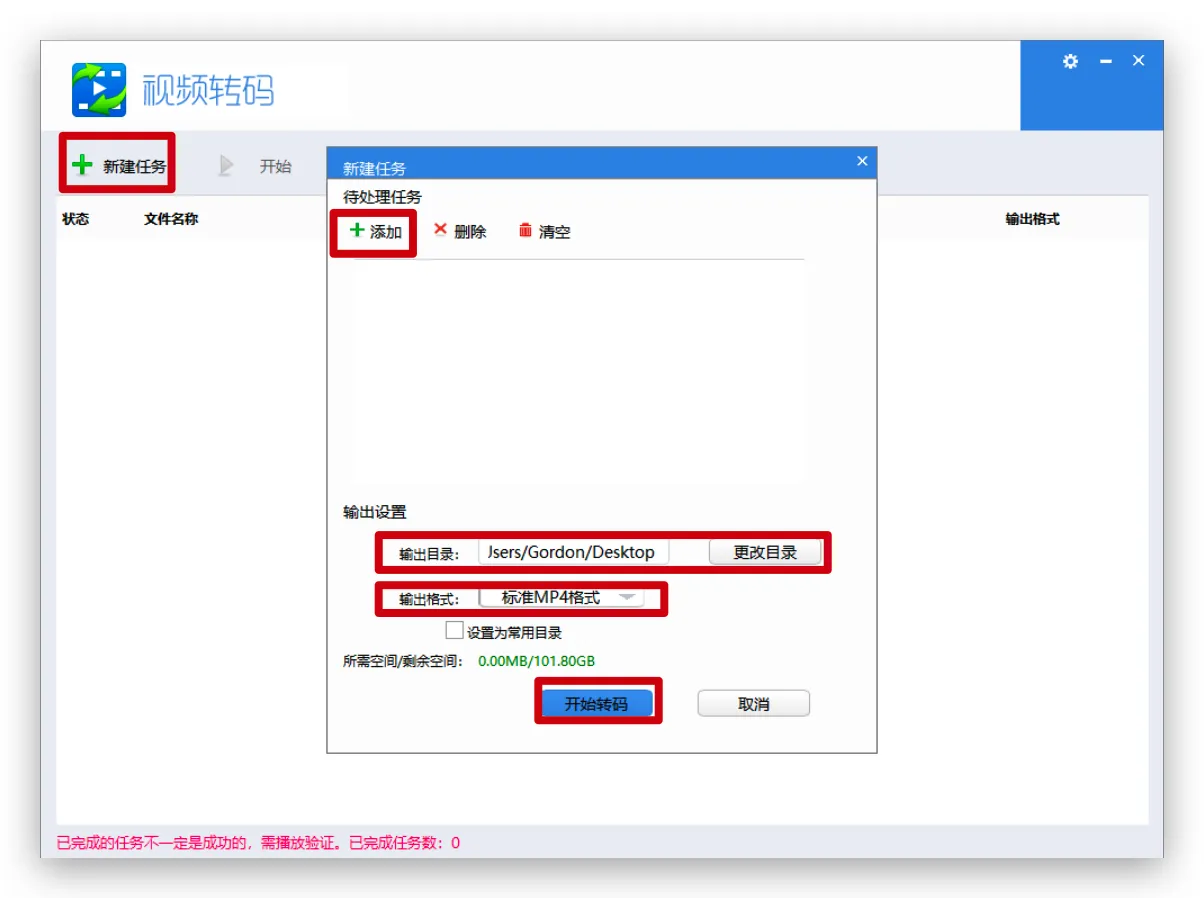 视频转码
新建任务 开始
状态 文件名称 输出格式
新建任务
待处理任务
添加 删除 清空
输出设置
输出目录: Jsers/Gordon/Desktop 更改目录
输出格式: 标准MP4格式
设置为常用目录
所需空间/剩余空间: 0.00MB/101.80GB
开始转码 取消
已完成的任务不一定是成功的，需播放验证。已完成任务数：0